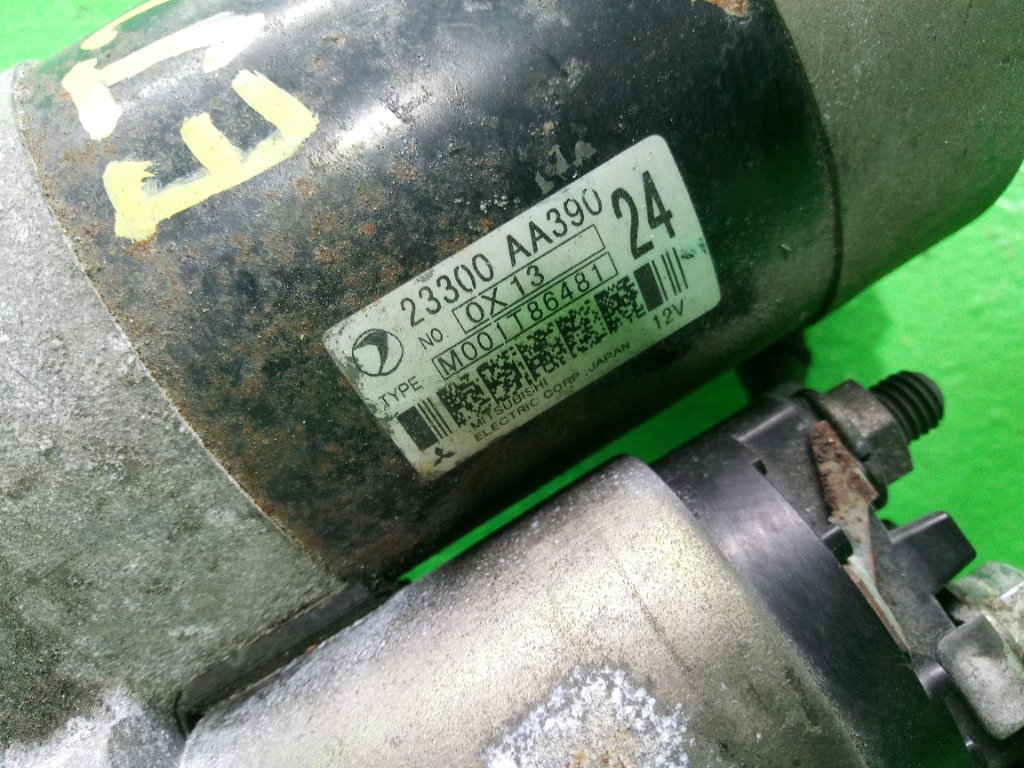 23300 AA390
24
NO 0X13
TYPE M001T86481
12V
MITSUBISHI
ELECTRIC CORP JAPAN